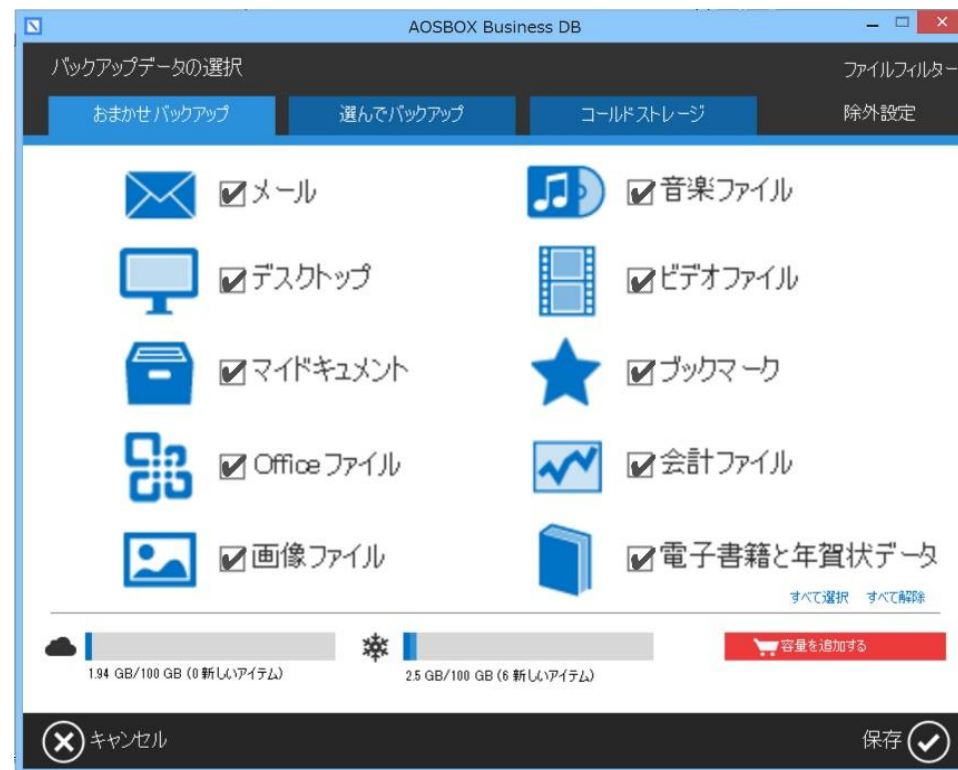 AOSBOX Business DB
バックアップデータの選択
ファイルフィルター
おまかせバックアップ 選んでバックアップ コールドストレージ 除外設定
メール 音楽ファイル
デスクトップ ビデオファイル
マイドキュメント ブックマーク
Office ファイル 会計ファイル
画像ファイル 電子書籍と年賀状データ
すべて選択 すべて解除
容量を追加する
1.94 GB/100 GB (0 新しいアイテム) 2.5 GB/100 GB (6 新しいアイテム)
キャンセル 保存